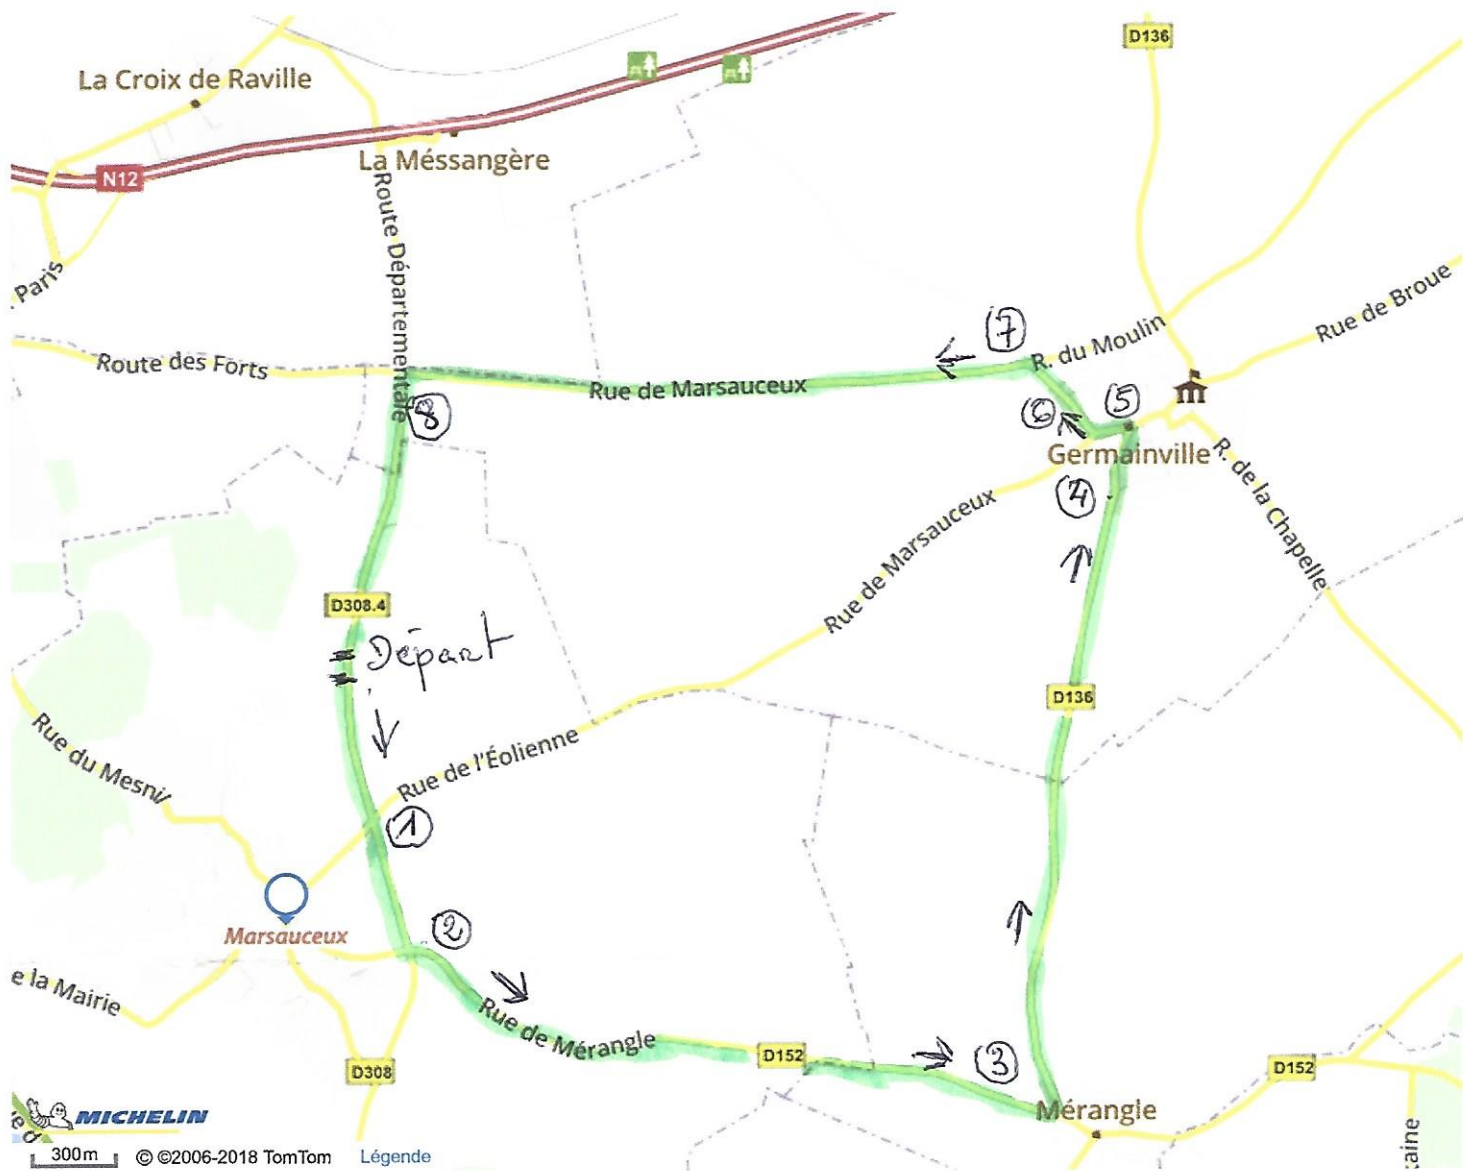 D136
La Croix de Raville
La Méssangère
N12
Route Départementale
Paris
Rue de Broue
R. du Moulin
Route des Forts
Rue de Marsauceux
7
8
6
5
Germainville
4
R. de la Chapelle
Rue de Marsauceux
D308.4
Départ
D136
Rue du Mesnil
Rue de l'Éolienne
1
2
Marsauceux
e la Mairie
Rue de Mérangle
D152
3
D308
D152
Mérangle
MICHELIN
300m
© ©2006-2018 TomTom
Légende
aine